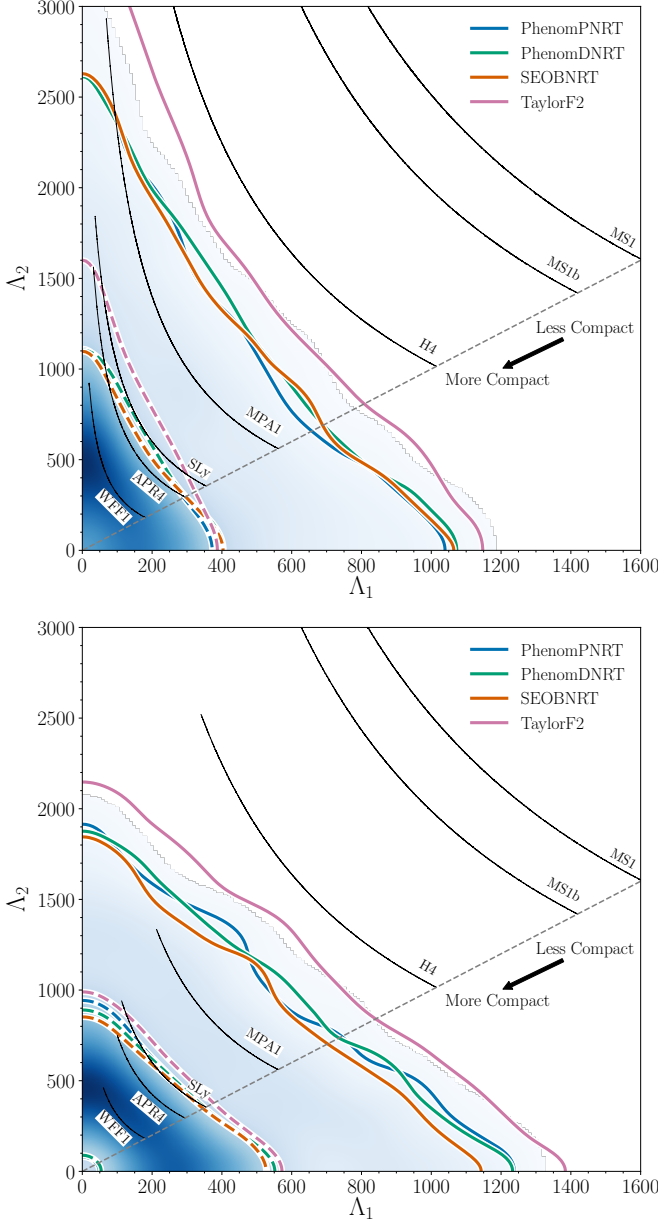 3000
2500
2000
1500
1000
500
0
Λ₂
PhenomPNRT
PhenomDNRT
SEOBNRT
TaylorF2
MS1
MS1b
H4
Less Compact
More Compact
MPA1
SLy
APR4
WFF1
0 200 400 600 800 1000 1200 1400 1600
Λ₁
3000
2500
2000
1500
1000
500
0
Λ₂
PhenomPNRT
PhenomDNRT
SEOBNRT
TaylorF2
MS1
MS1b
H4
Less Compact
More Compact
MPA1
SLy
APR4
WFF1
0 200 400 600 800 1000 1200 1400 1600
Λ₁